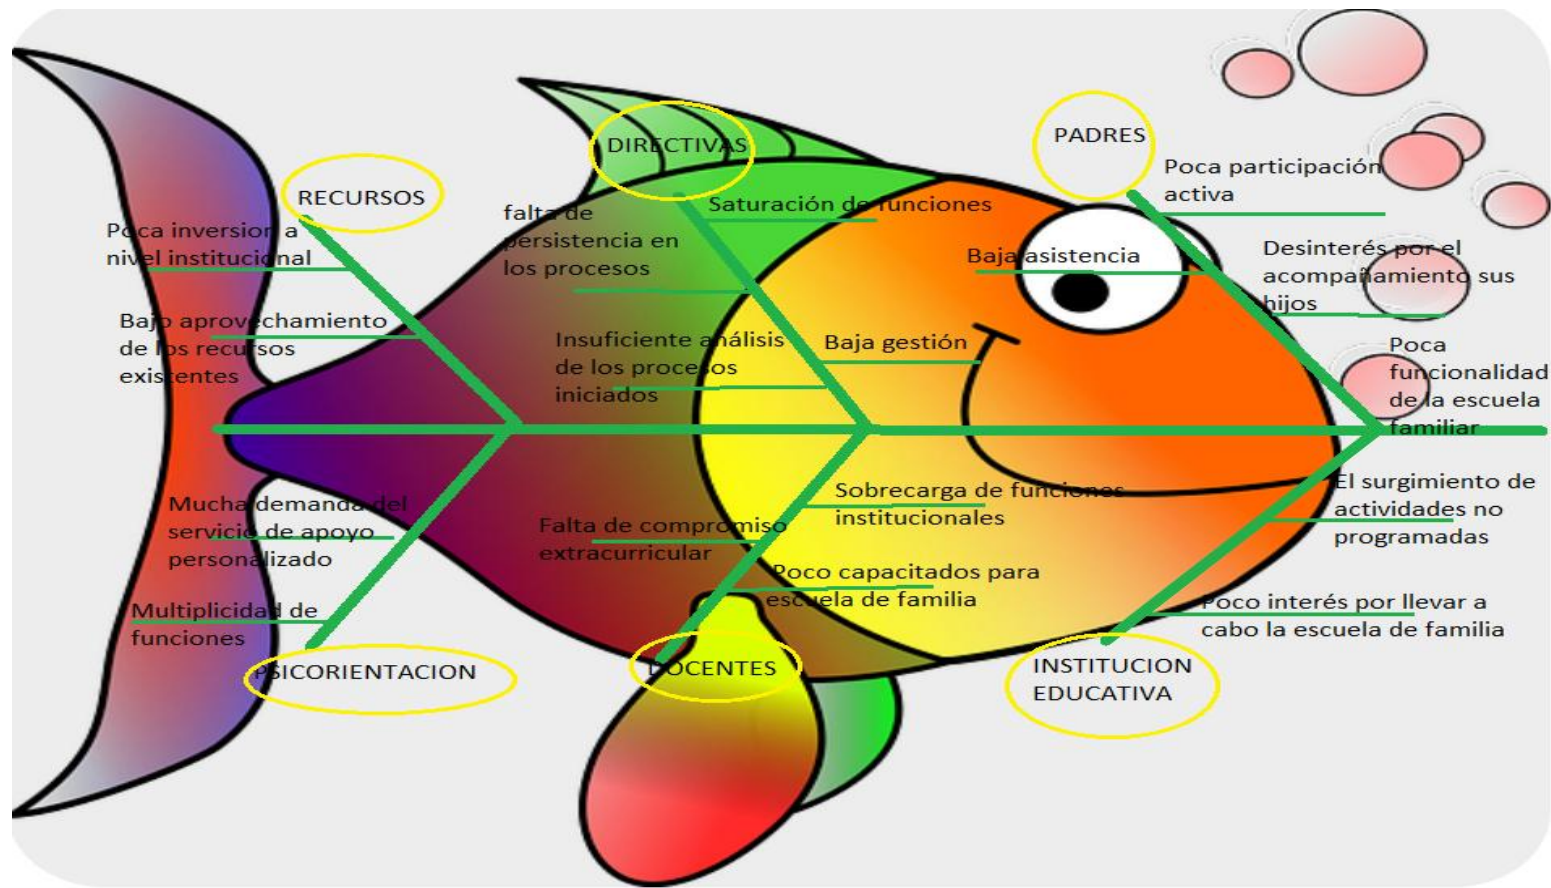 RECURSOS
Poca inversion a
nivel institucional
Bajo aprovechamiento
de los recursos
existentes
DIRECTIVAS
Saturación de funciones
falta de
persistencia en
los procesos
Insuficiente análisis
de los procesos
iniciados
Baja gestión
PADRES
Poca participación
activa
Baja asistencia
Desinterés por el
acompañamiento sus
hijos
Poca
funcionalidad
de la escuela
familiar
Mucha demanda del
servicio de apoyo
personalizado
Multiplicidad de
funciones
PSICORIENTACION
Sobrecarga de funciones
institucionales
Falta de compromiso
extracurricular
Poco capacitados para
escuela de familia
DOCENTES
El surgimiento de
actividades no
programadas
Poco interés por llevar a
cabo la escuela de familia
INSTITUCION
EDUCATIVA